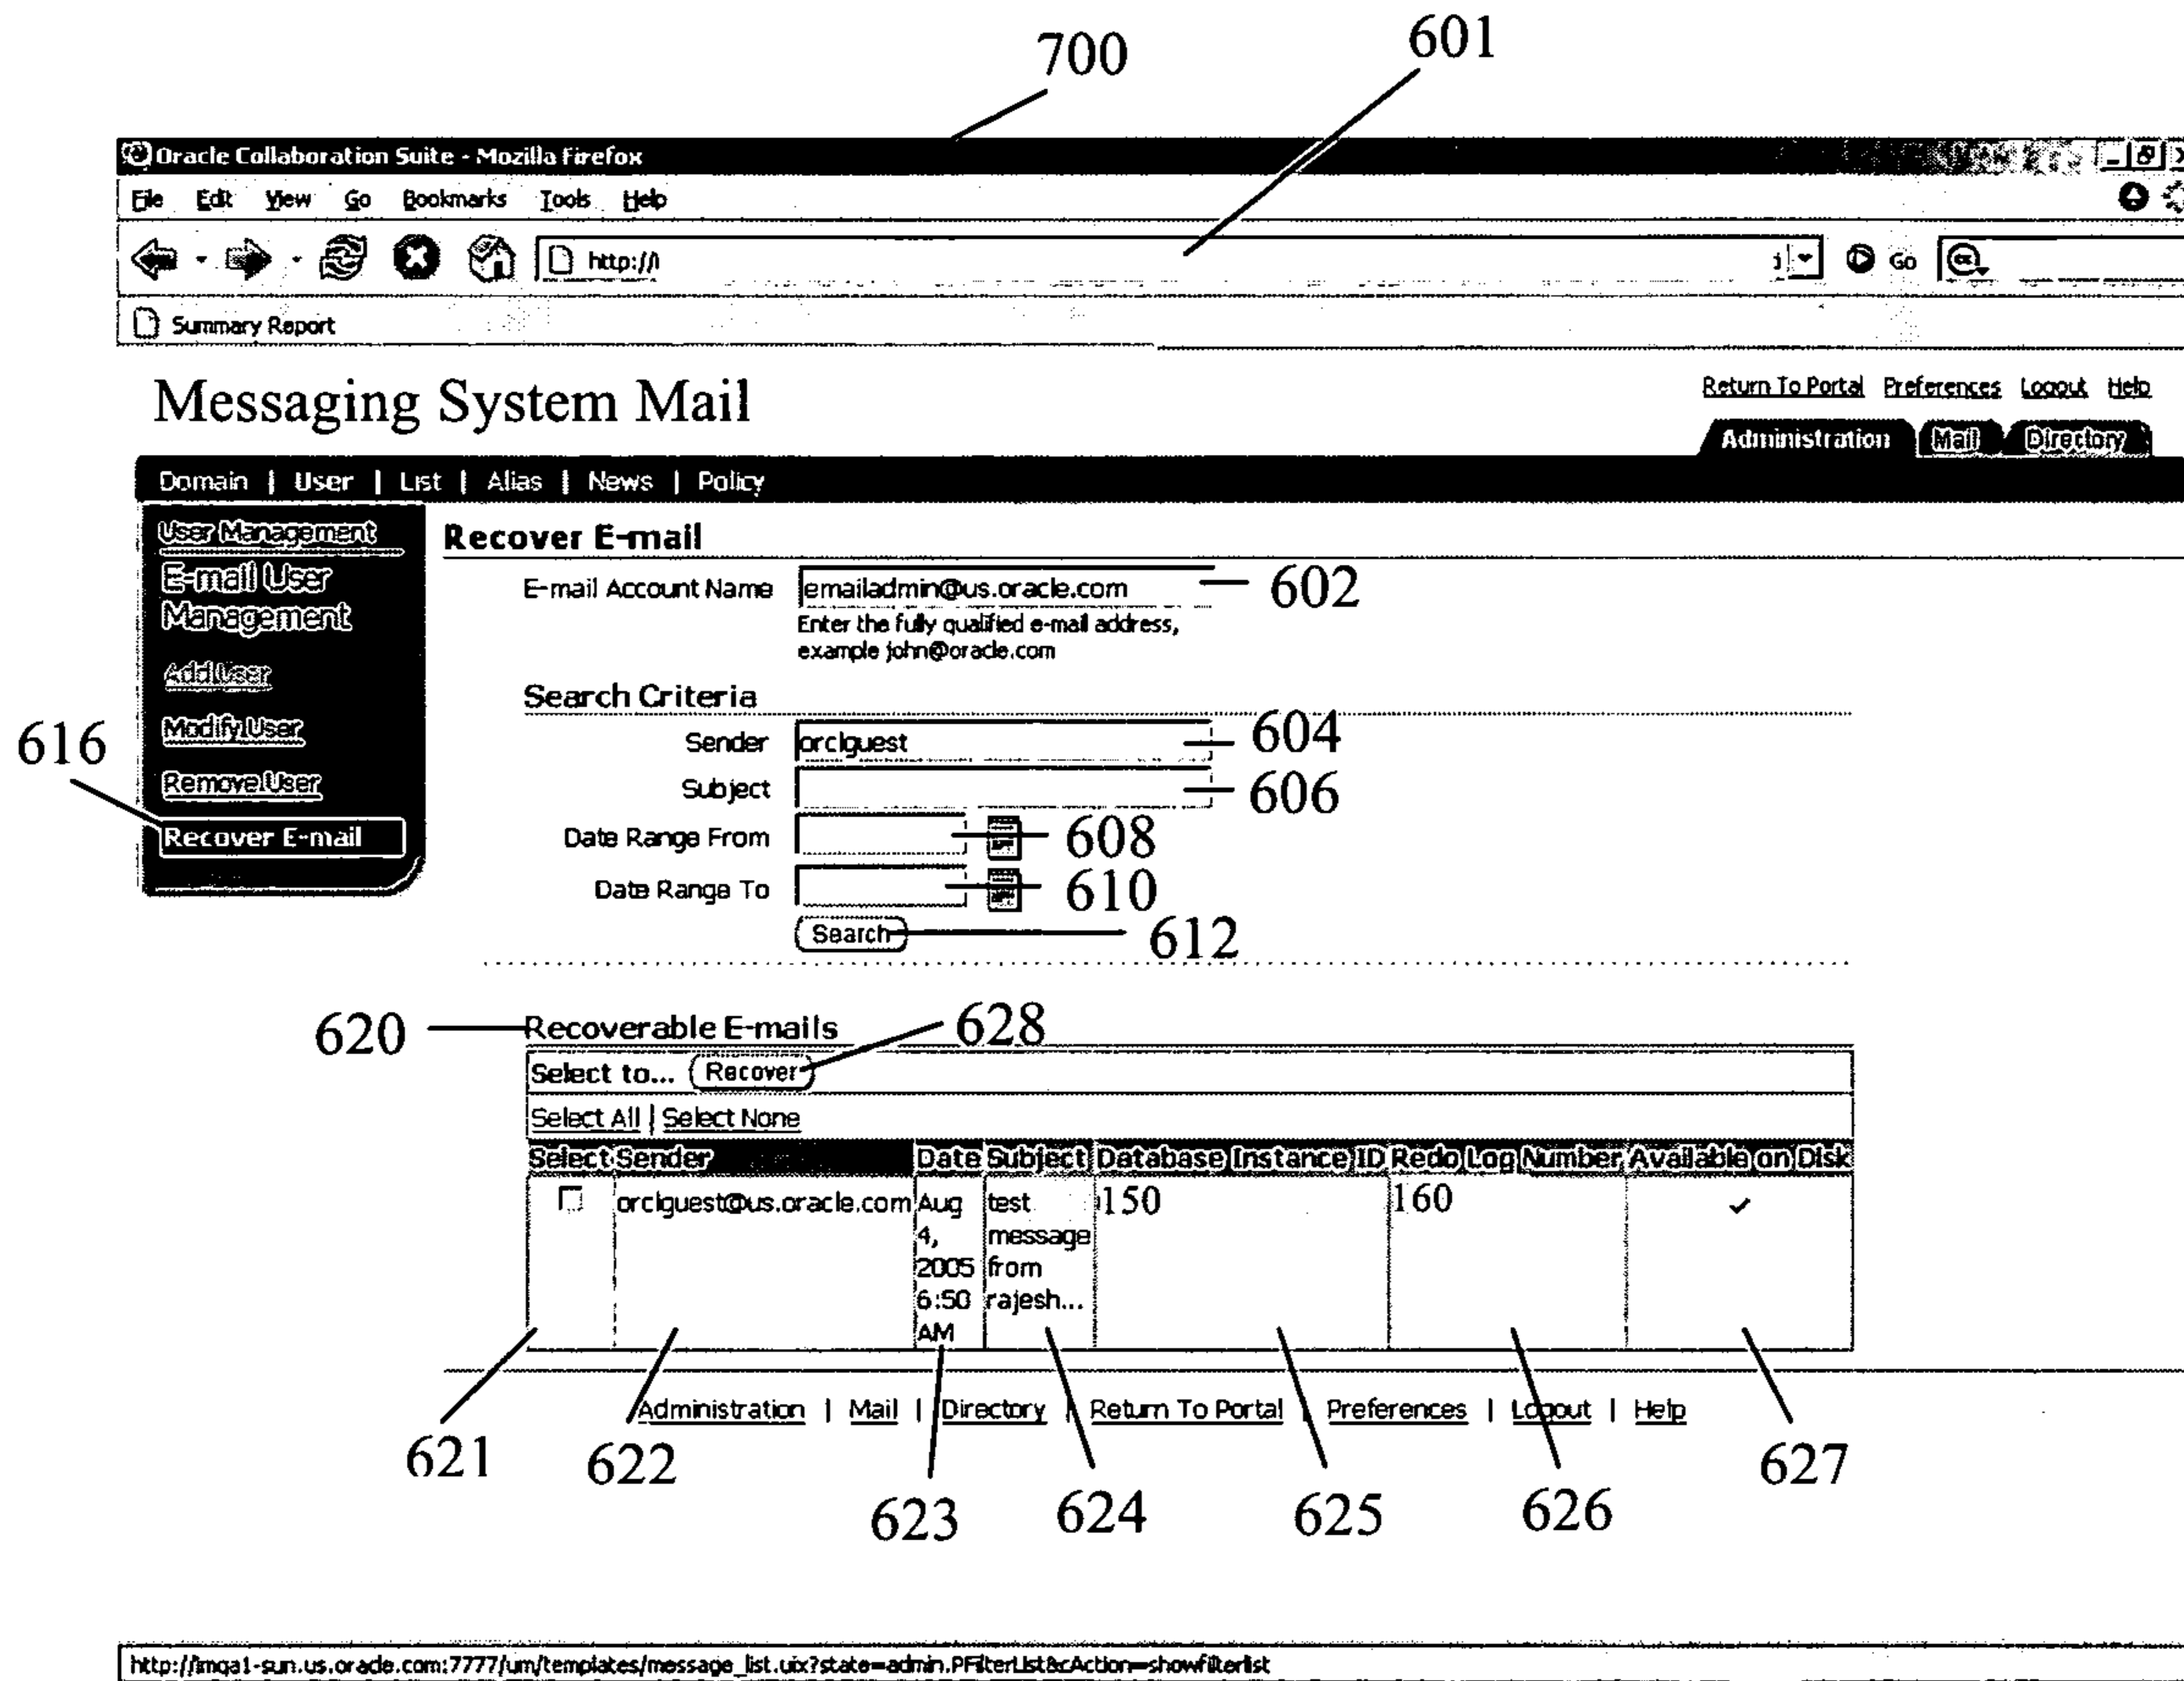 700
601
Oracle Collaboration Suite - Mozilla Firefox
File Edit View Go Bookmarks Tools Help
http:// Go
Summary Report
Messaging System Mail
Return To Portal Preferences Logout Help
Administration Mail Directory
Domain | User | List | Alias | News | Policy
User Management
E-mail User
Management
Add User
Modify User
Remove User
Recover E-mail
616
Recover E-mail
E-mail Account Name emailadmin@us.oracle.com 602
Enter the fully qualified e-mail address,
example john@oracle.com
Search Criteria
Sender orclguest 604
Subject 606
Date Range From 608
Date Range To 610
Search 612
620 Recoverable E-mails 628
Select to... Recover
Select All | Select None
Select Sender Date Subject Database Instance ID Redo Log Number Available on Disk
orclguest@us.oracle.com Aug test 150 160
4, message
2005 from
6:50 rajesh...
AM
Administration | Mail | Directory | Return To Portal | Preferences | Logout | Help
621 622 623 624 625 626 627
http://imqa1-sun.us.oracle.com:7777/um/templates/message_list.uix?state=admin.PFilterList&cAction=showfilterlist